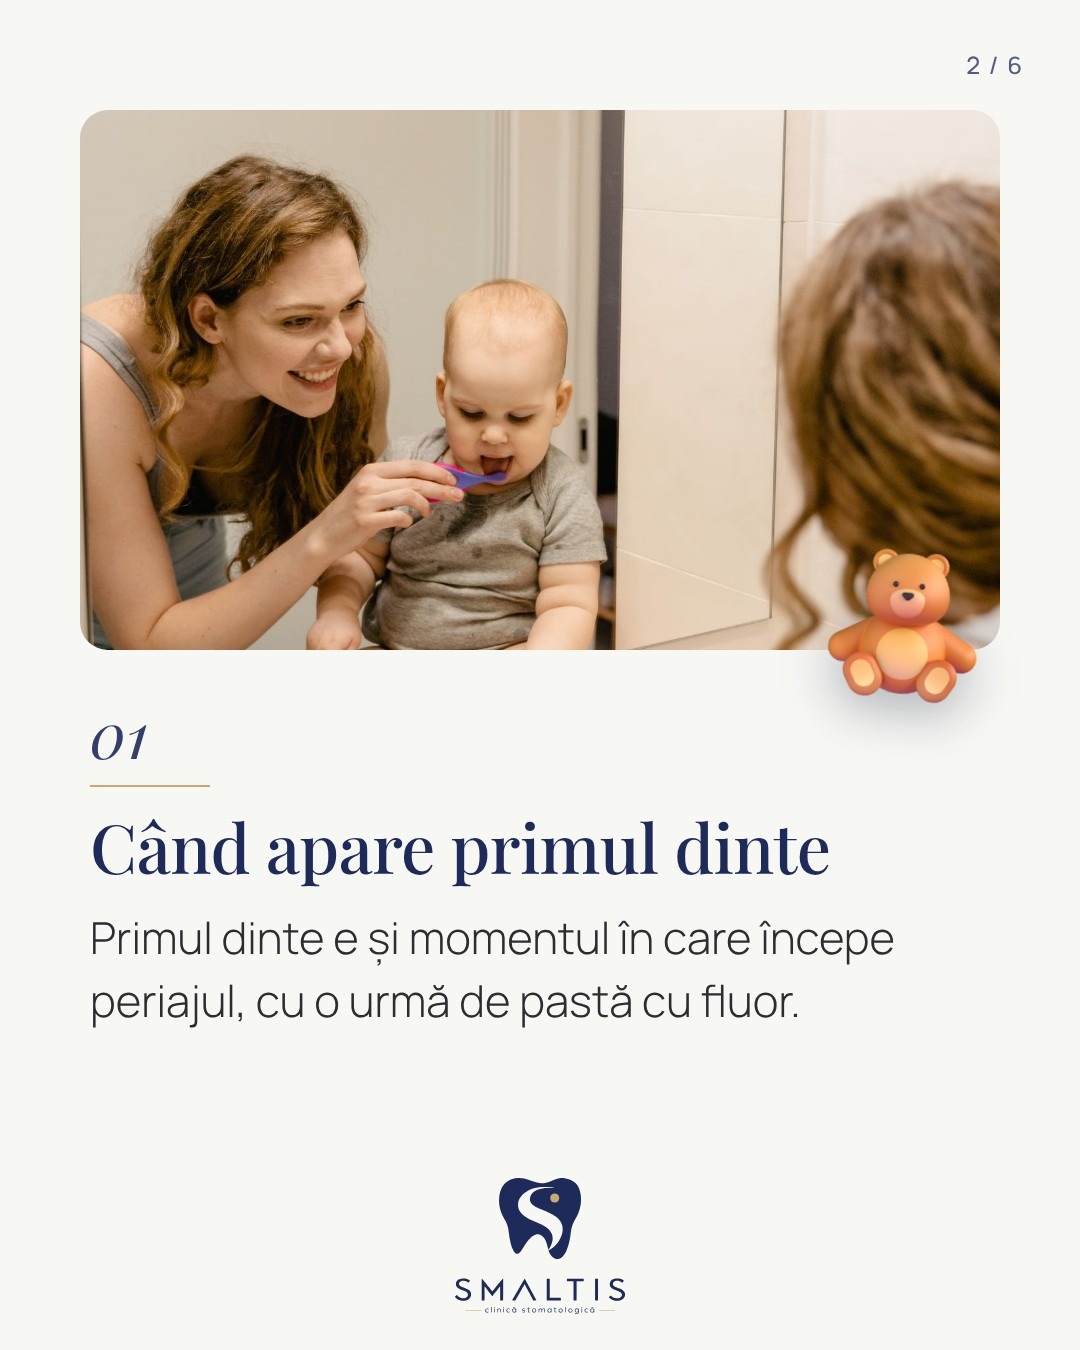 2 / 6
01
Când apare primul dinte
Primul dinte e și momentul în care începe
periajul, cu o urmă de pastă cu fluor.
SMALTIS
clinică stomatologică